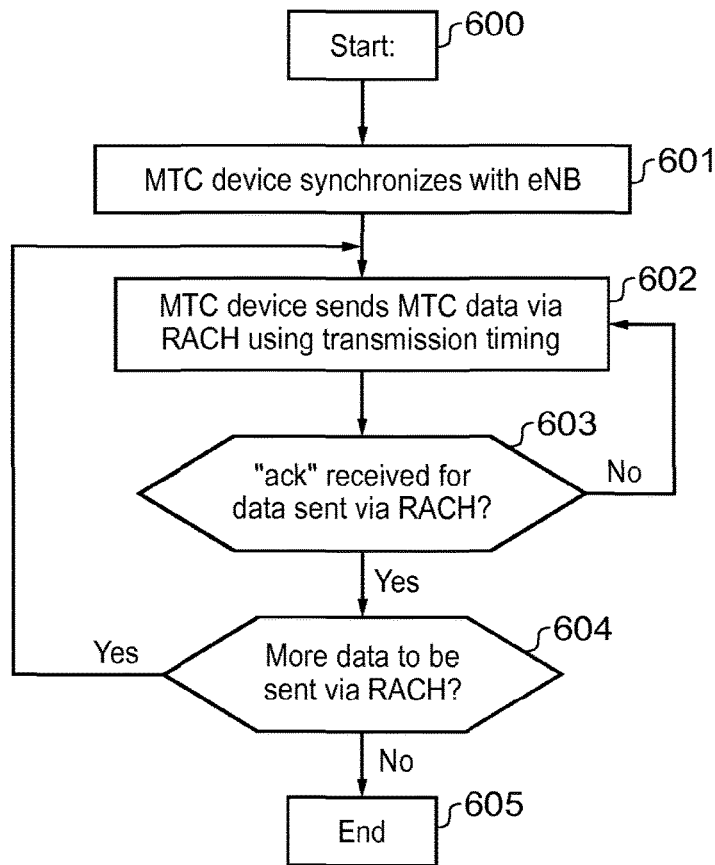 600
Start:
601
MTC device synchronizes with eNB
602
MTC device sends MTC data via
RACH using transmission timing
603
"ack" received for
data sent via RACH?
No
Yes
604
Yes
More data to be
sent via RACH?
No
605
End